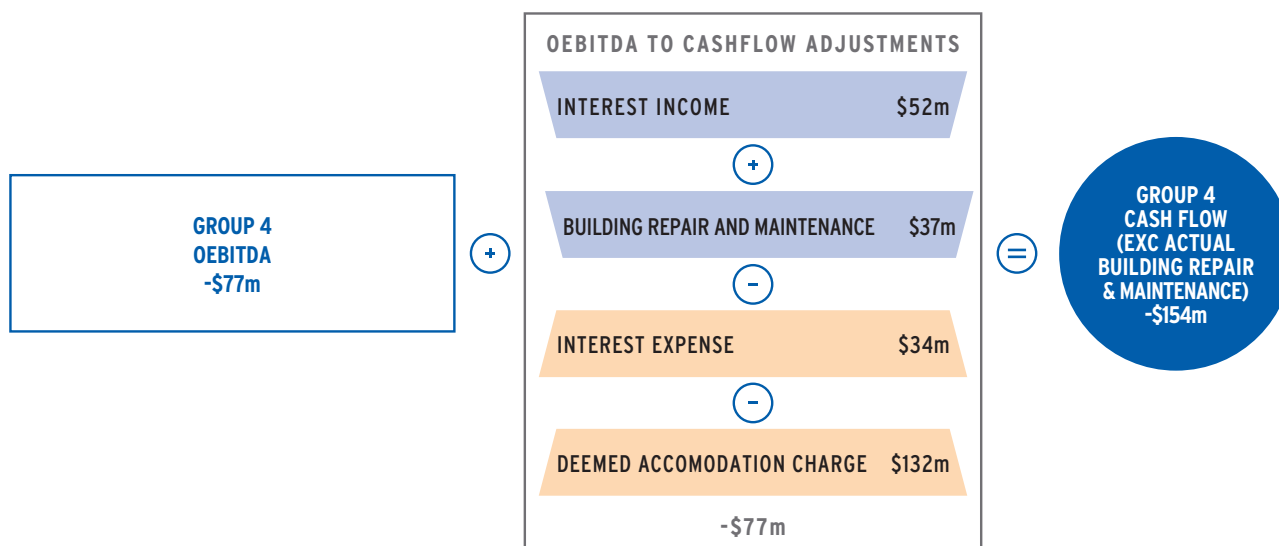 OEBITDA TO CASHFLOW ADJUSTMENTS
INTEREST INCOME $52m
+
BUILDING REPAIR AND MAINTENANCE $37m
-
INTEREST EXPENSE $34m
-
DEEMED ACCOMODATION CHARGE $132m
-$77m
GROUP 4
OEBITDA
-$77m
+
=
GROUP 4
CASH FLOW
(EXC ACTUAL
BUILDING REPAIR
& MAINTENANCE)
-$154m